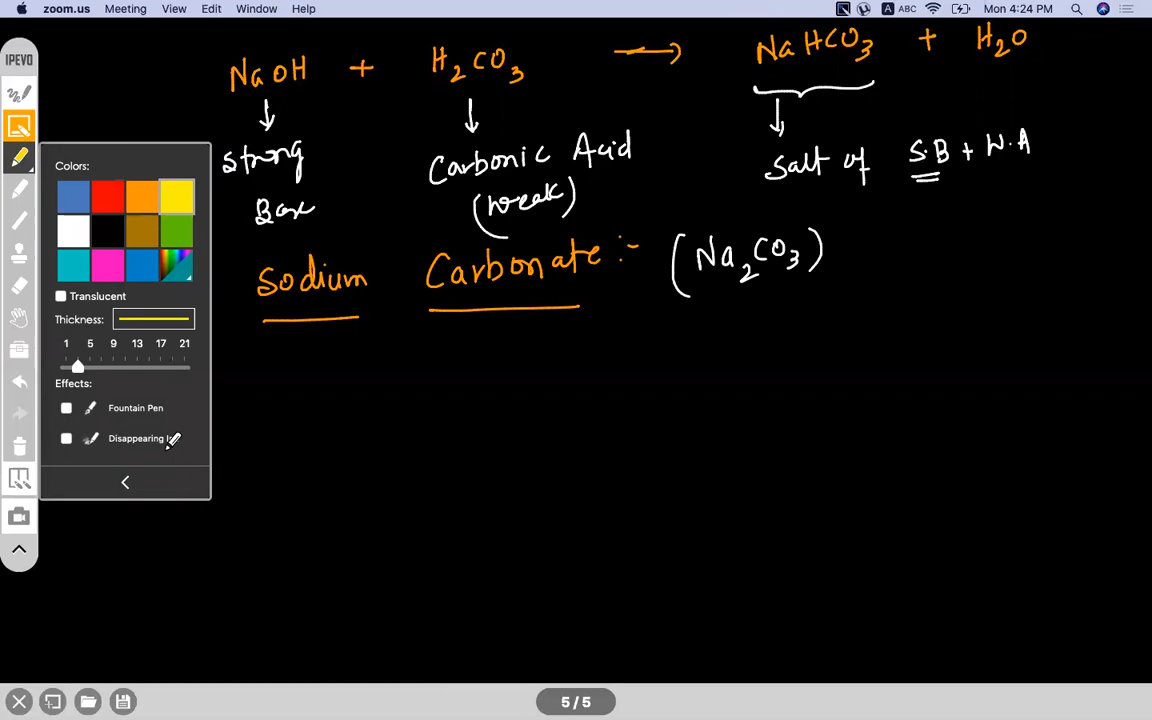 zoom.us Meeting View Edit Window Help A ABC Mon 4:24 PM
IPEVO
NaOH + H₂CO₃ → NaHCO₃ + H₂O
Strong Base
Carbonic Acid
(weak)
Salt of S.B + W.A
Sodium Carbonate :- (Na₂CO₃)
Colors:
Translucent
Thickness:
1 5 9 13 17 21
Effects:
Fountain Pen
Disappearing
5 / 5